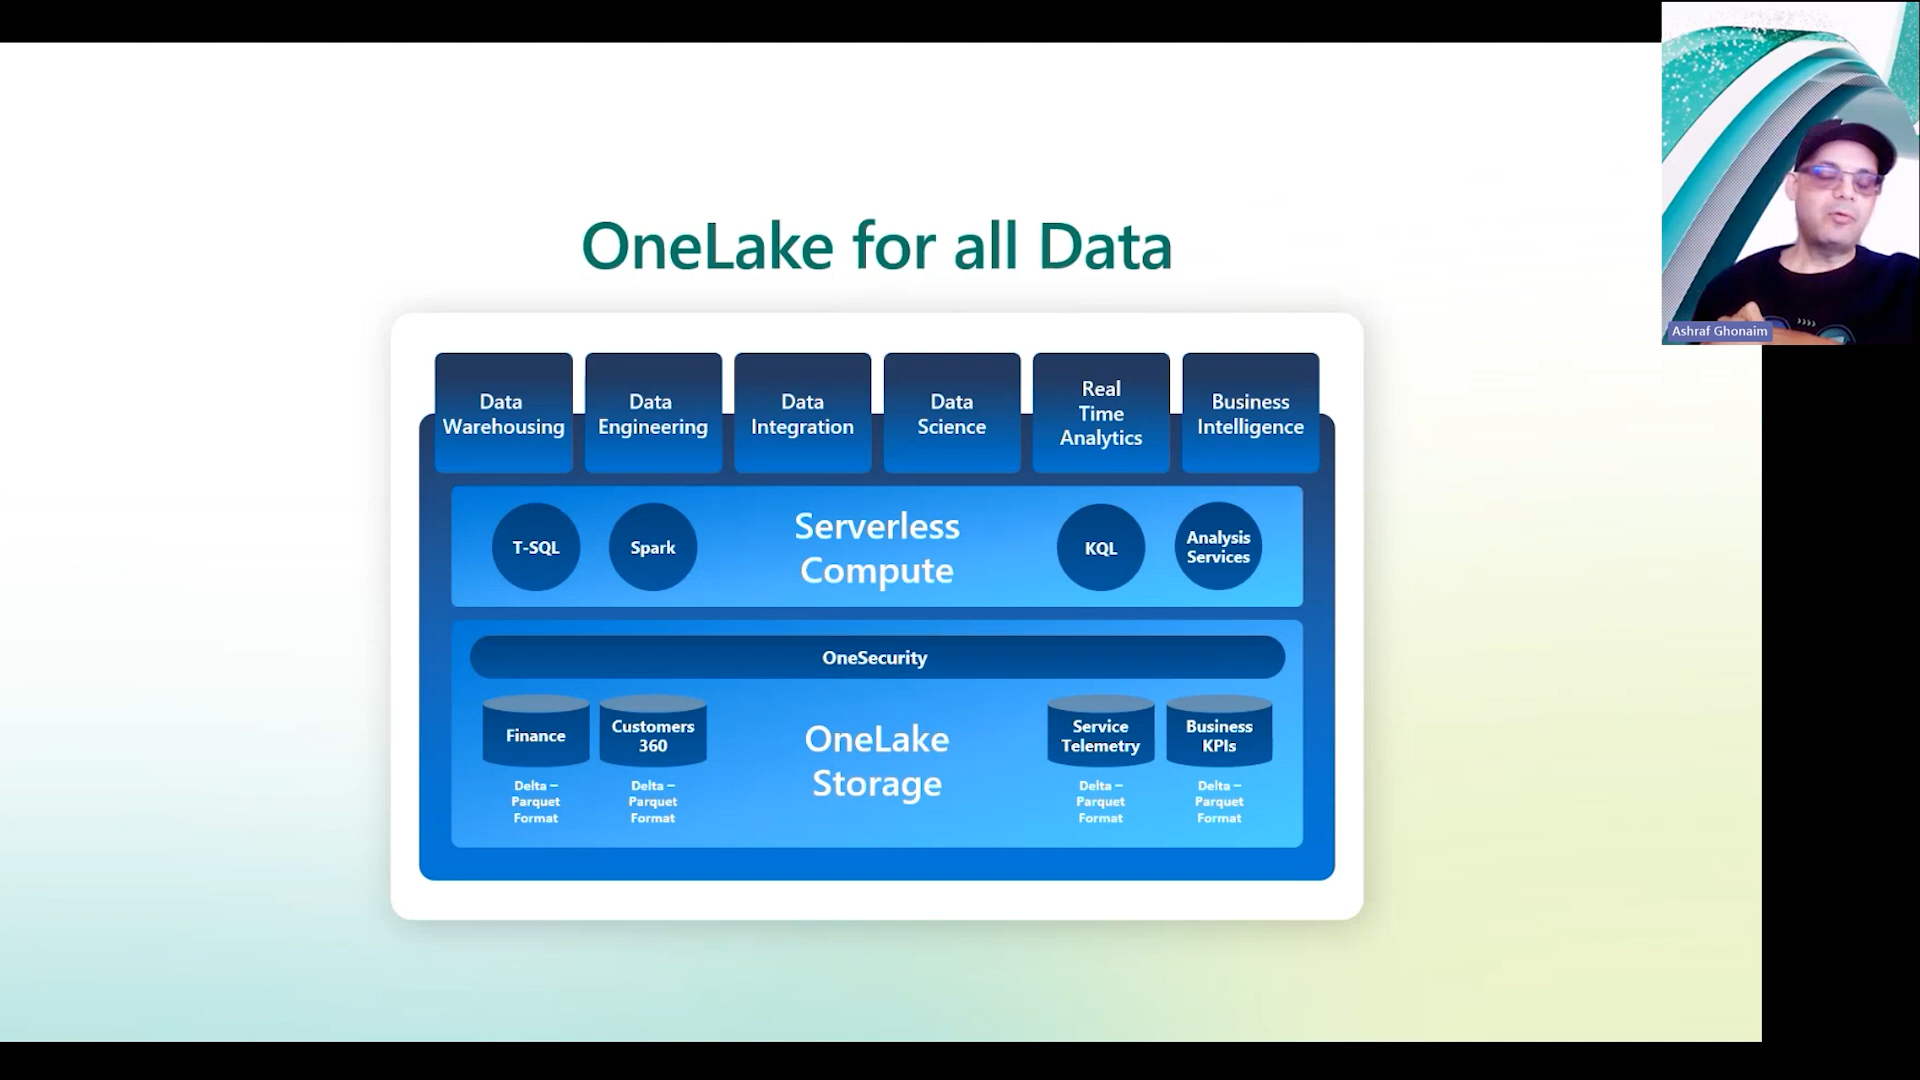 OneLake for all Data
Data
Warehousing
Data
Engineering
Data
Integration
Data
Science
Real
Time
Analytics
Business
Intelligence
T-SQL
Spark
Serverless
Compute
KQL
Analysis
Services
OneSecurity
Finance
Customers
360
OneLake
Storage
Service
Telemetry
Business
KPIs
Delta –
Parquet
Format
Delta –
Parquet
Format
Delta –
Parquet
Format
Delta –
Parquet
Format
Ashraf Ghonaim